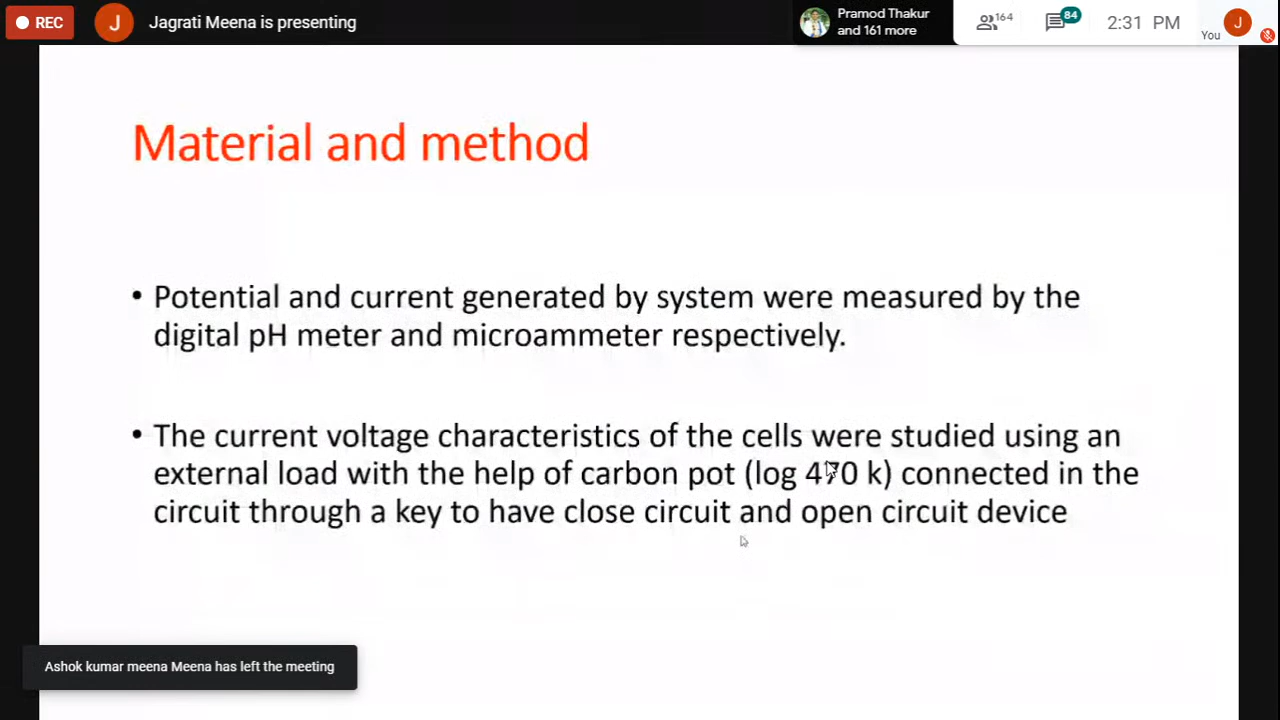 REC
J
Jagrati Meena is presenting
Pramod Thakur
and 161 more
164
84
2:31 PM
You
J
Material and method
• Potential and current generated by system were measured by the
digital pH meter and microammeter respectively.
• The current voltage characteristics of the cells were studied using an
external load with the help of carbon pot (log 470 k) connected in the
circuit through a key to have close circuit and open circuit device
Ashok kumar meena Meena has left the meeting